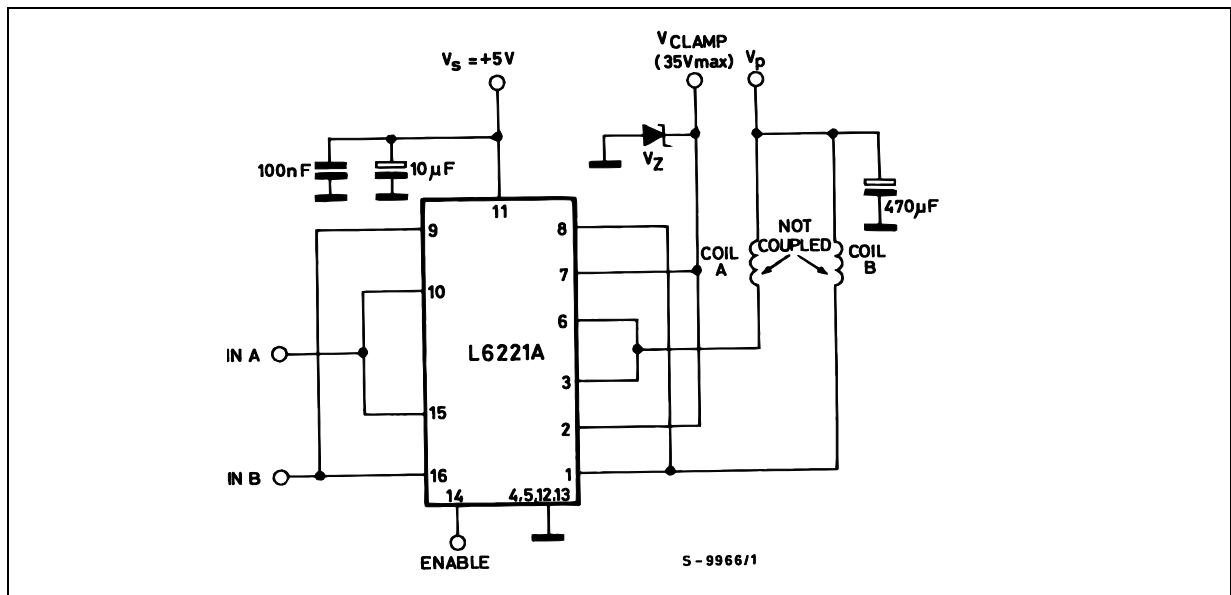 V CLAMP
(35Vmax)
Vp
Vs = +5V
100nF
10µF
VZ
470µF
NOT
COUPLED
COIL
A
COIL
B
11
9
8
7
10
6
IN A
L6221A
3
15
2
IN B
16
1
14
4,5,12,13
ENABLE
S-9966/1